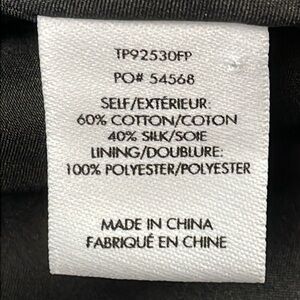 TP92530FP
PO# 54568
SELF/EXTÉRIEUR:
60% COTTON/COTON
40% SILK/SOIE
LINING/DOUBLURE:
100% POLYESTER/POLYESTER
MADE IN CHINA
FABRIQUÉ EN CHINE